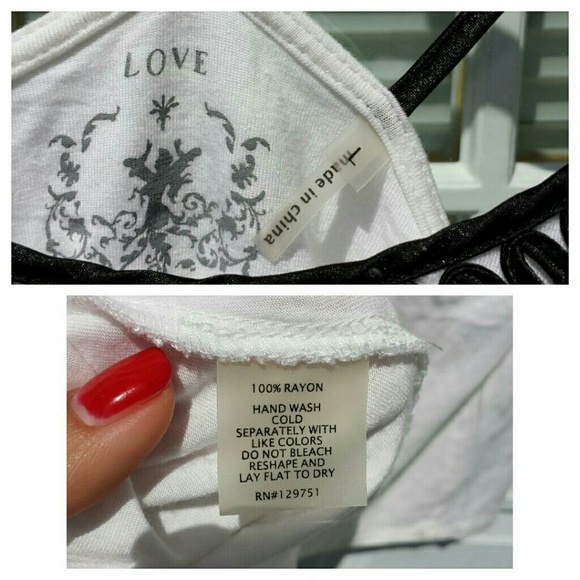 LOVE
made in china
100% RAYON
HAND WASH
COLD
SEPARATELY WITH
LIKE COLORS
DO NOT BLEACH
RESHAPE AND
LAY FLAT TO DRY
RN#129751